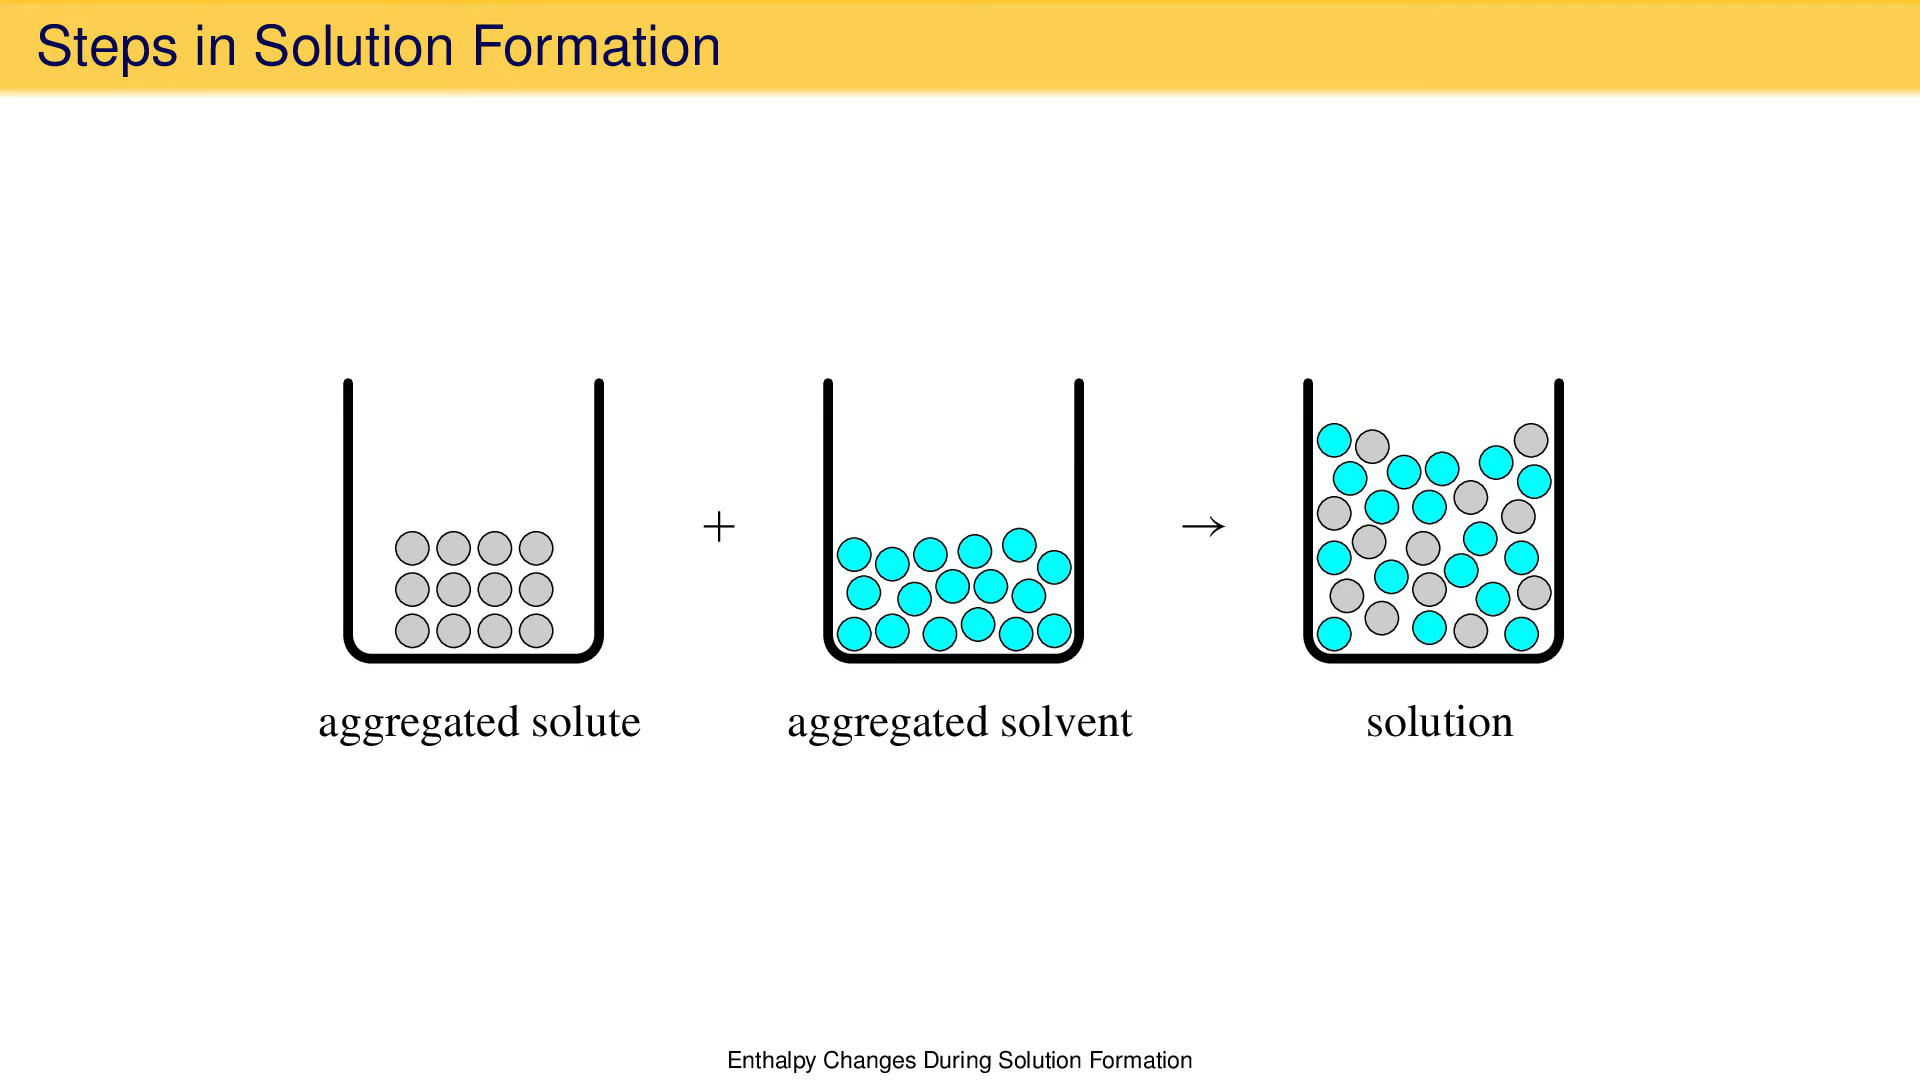 Steps in Solution Formation
+
→
aggregated solute
aggregated solvent
solution
Enthalpy Changes During Solution Formation